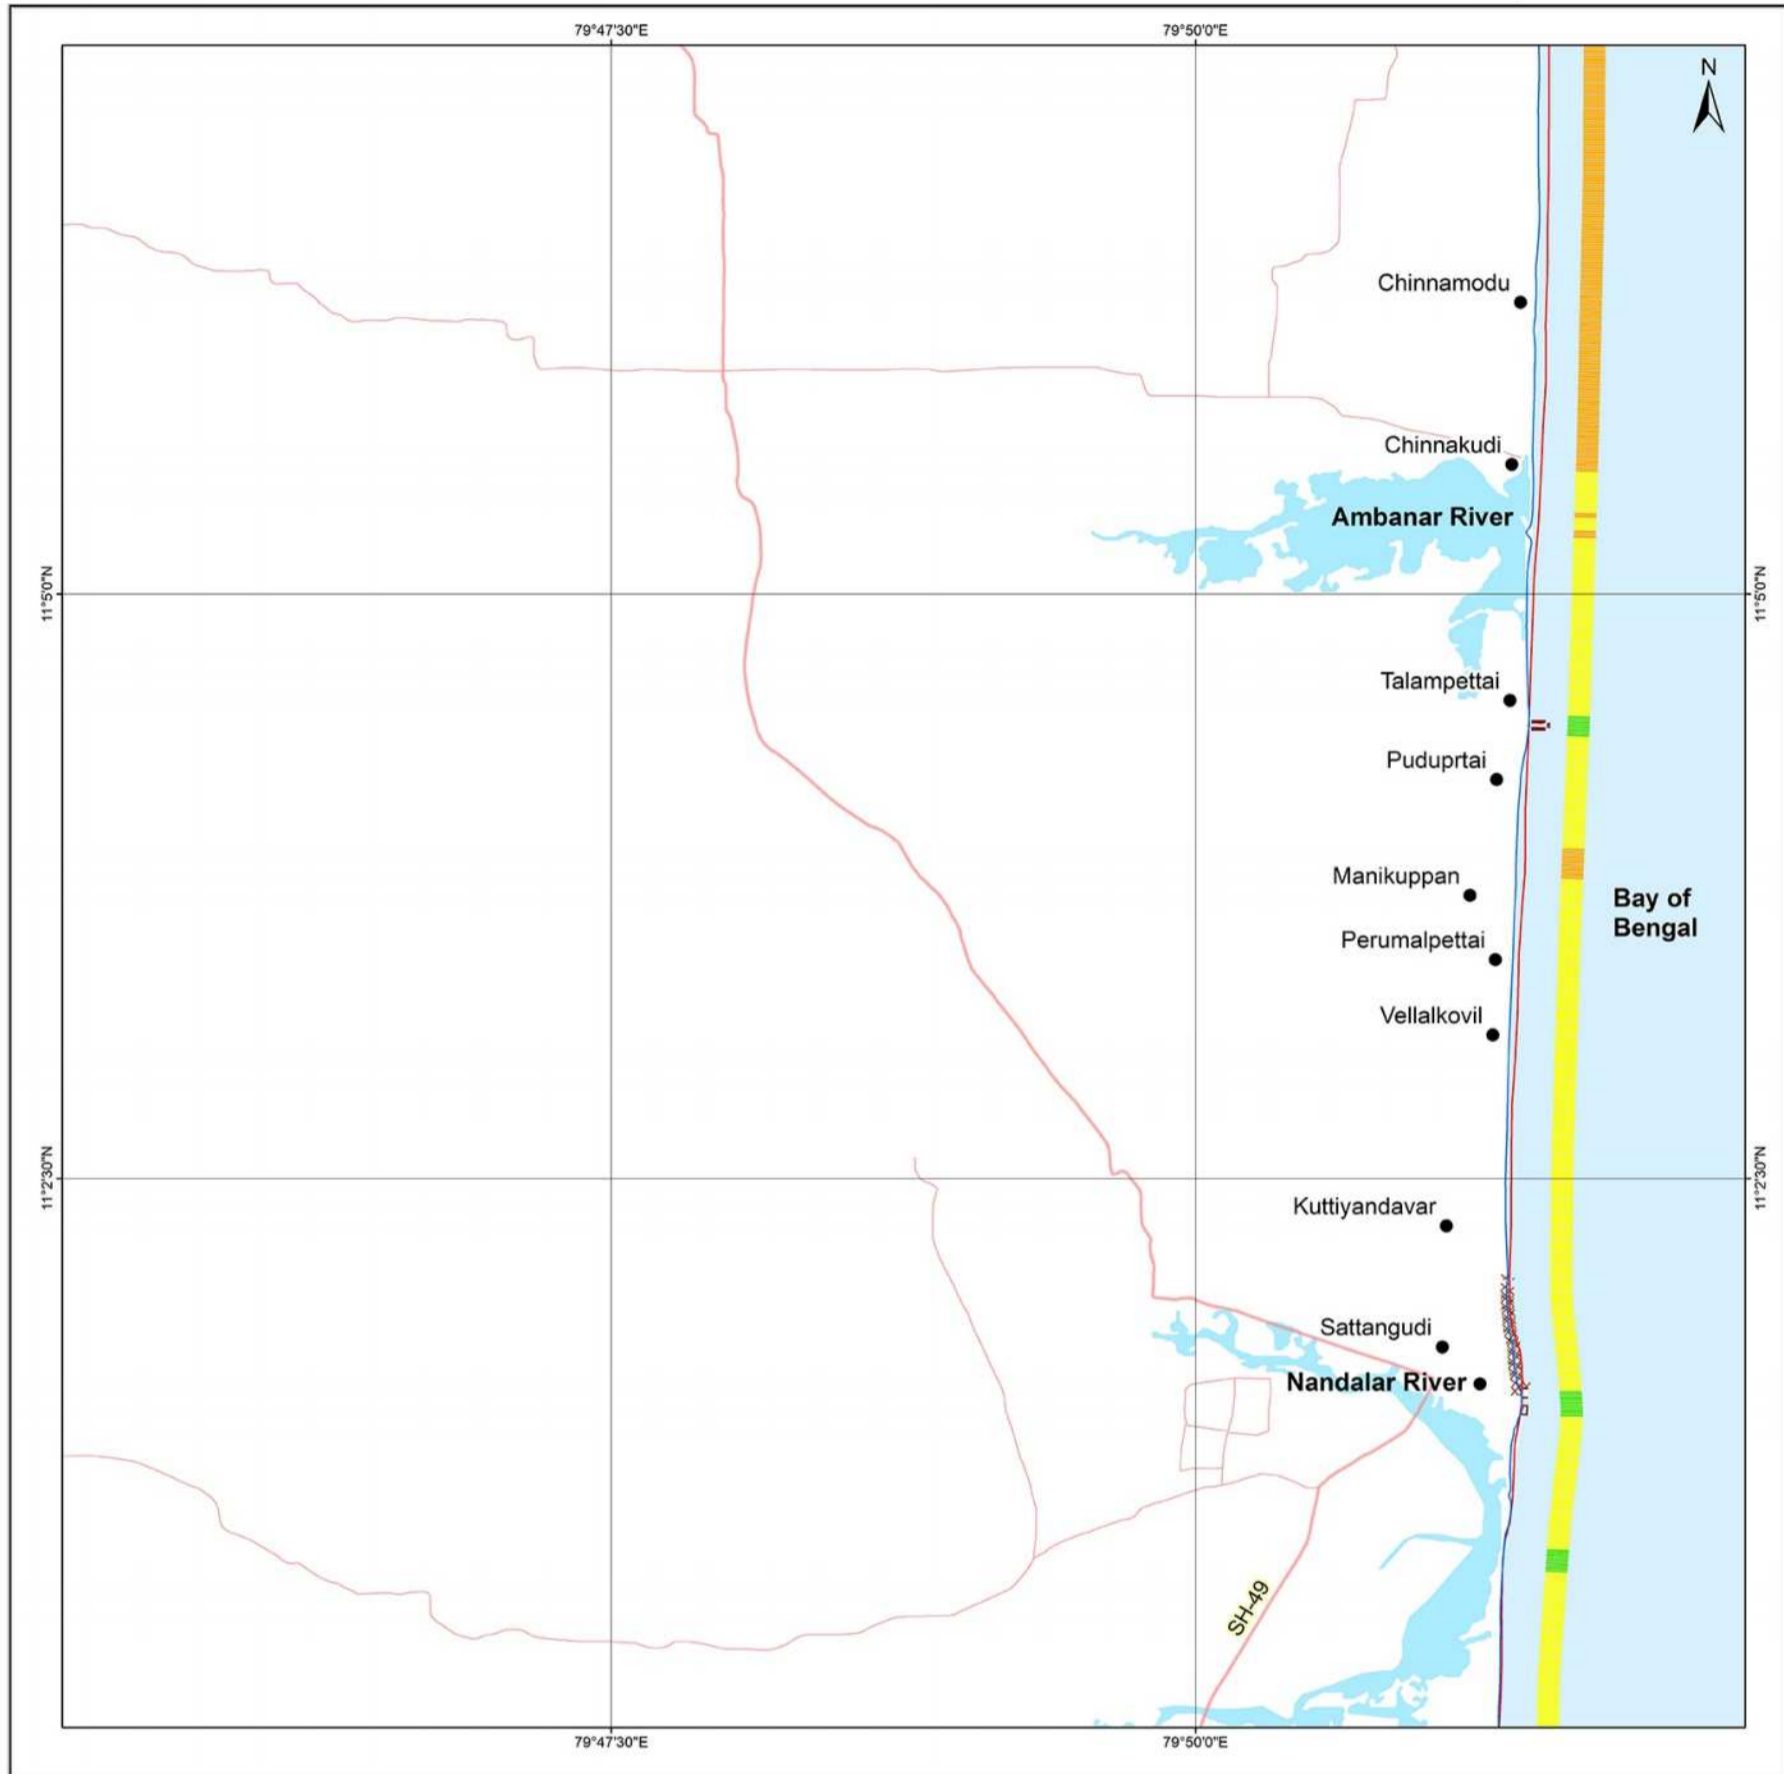 79°47'30"E
79°50'0"E
N
Chinnamodu
Chinnakudi
Ambanar River
11°5'0"N
11°5'0"N
Talampettai
Puduprtai
Manikuppan
Bay of
Bengal
Perumalpettai
Vellalkovil
11°2'30"N
11°2'30"N
Kuttiyandavar
Sattangudi
Nandalar River
SH-49
79°47'30"E
79°50'0"E